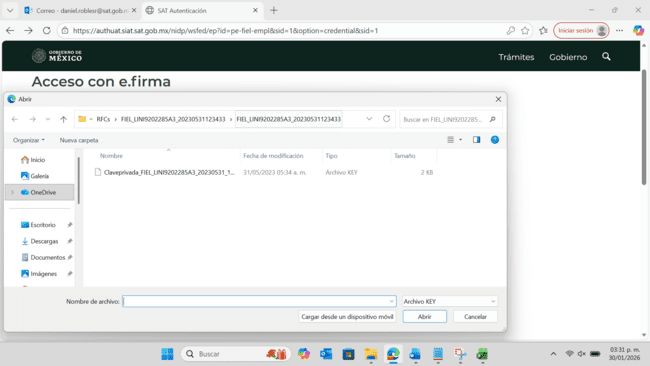 Correo - daniel.roblesr@sat.gob.m
SAT Autenticación
https://authuat.siat.sat.gob.mx/nidp/wsfed/ep?id=pe-fiel-empl&sid=1&option=credential&sid=1
Iniciar sesión
GOBIERNO DE
MÉXICO
Trámites
Gobierno
Acceso con e.firma
Abrir
RFCs > FIEL_LINI9202285A3_20230531123433 > FIEL_LINI9202285A3_20230531123433
Buscar en FIEL_LINI9202285...
Organizar
Nueva carpeta
Inicio
Galería
OneDrive
Escritorio
Descargas
Documentos
Imágenes
Nombre
Fecha de modificación
Tipo
Tamaño
Claveprivada_FIEL_LINI9202285A3_20230531_1...
31/05/2023 05:34 a. m.
Archivo KEY
2 KB
Nombre de archivo:
Archivo KEY
Cargar desde un dispositivo móvil
Abrir
Cancelar
Buscar
03:31 p. m.
30/01/2026